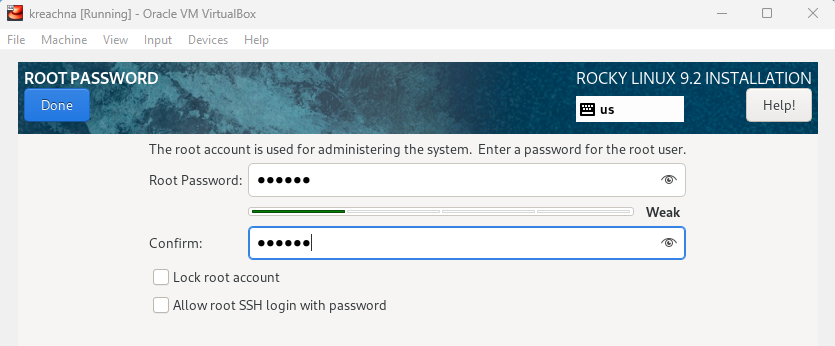 kreachna [Running] - Oracle VM VirtualBox
File Machine View Input Devices Help
ROOT PASSWORD
ROCKY LINUX 9.2 INSTALLATION
Done
us
Help!
The root account is used for administering the system. Enter a password for the root user.
Root Password: ●●●●●●
Weak
Confirm: ●●●●●●
Lock root account
Allow root SSH login with password